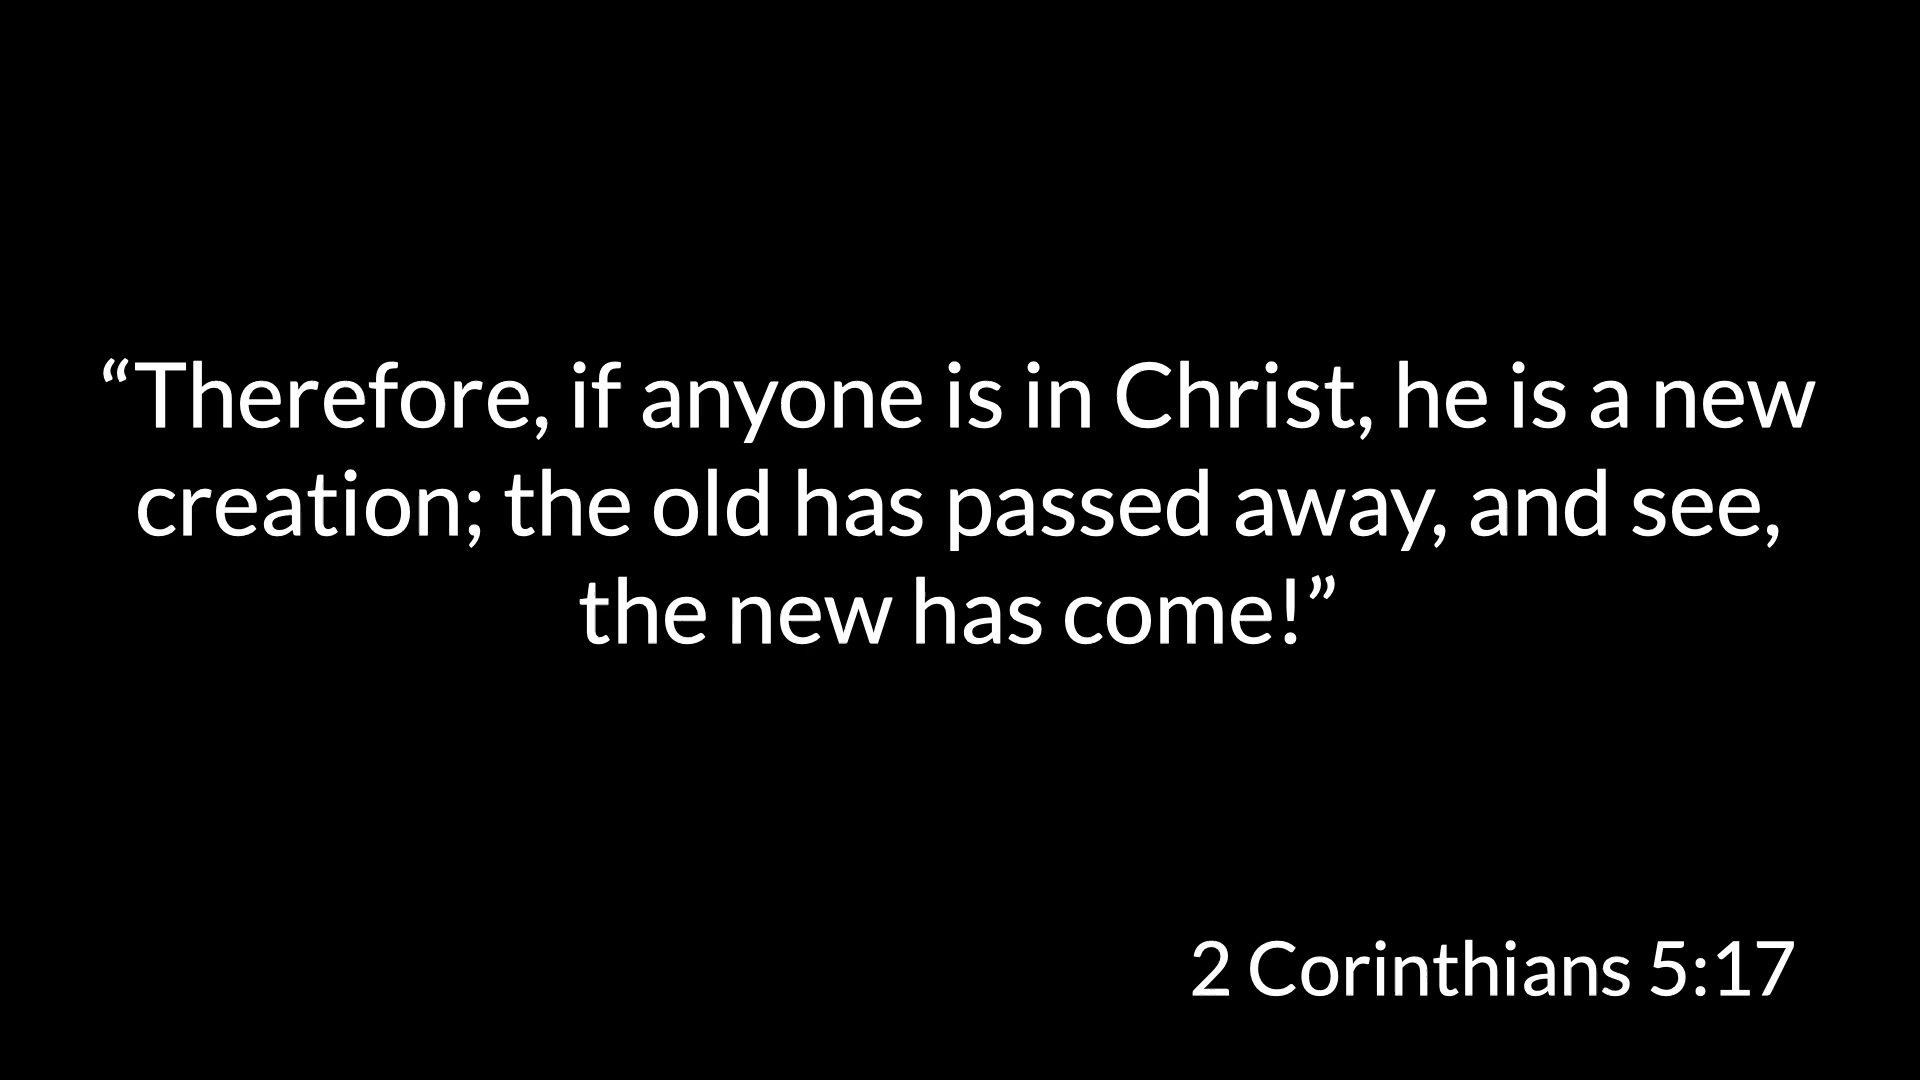 “Therefore, if anyone is in Christ, he is a new
creation; the old has passed away, and see,
the new has come!”
2 Corinthians 5:17